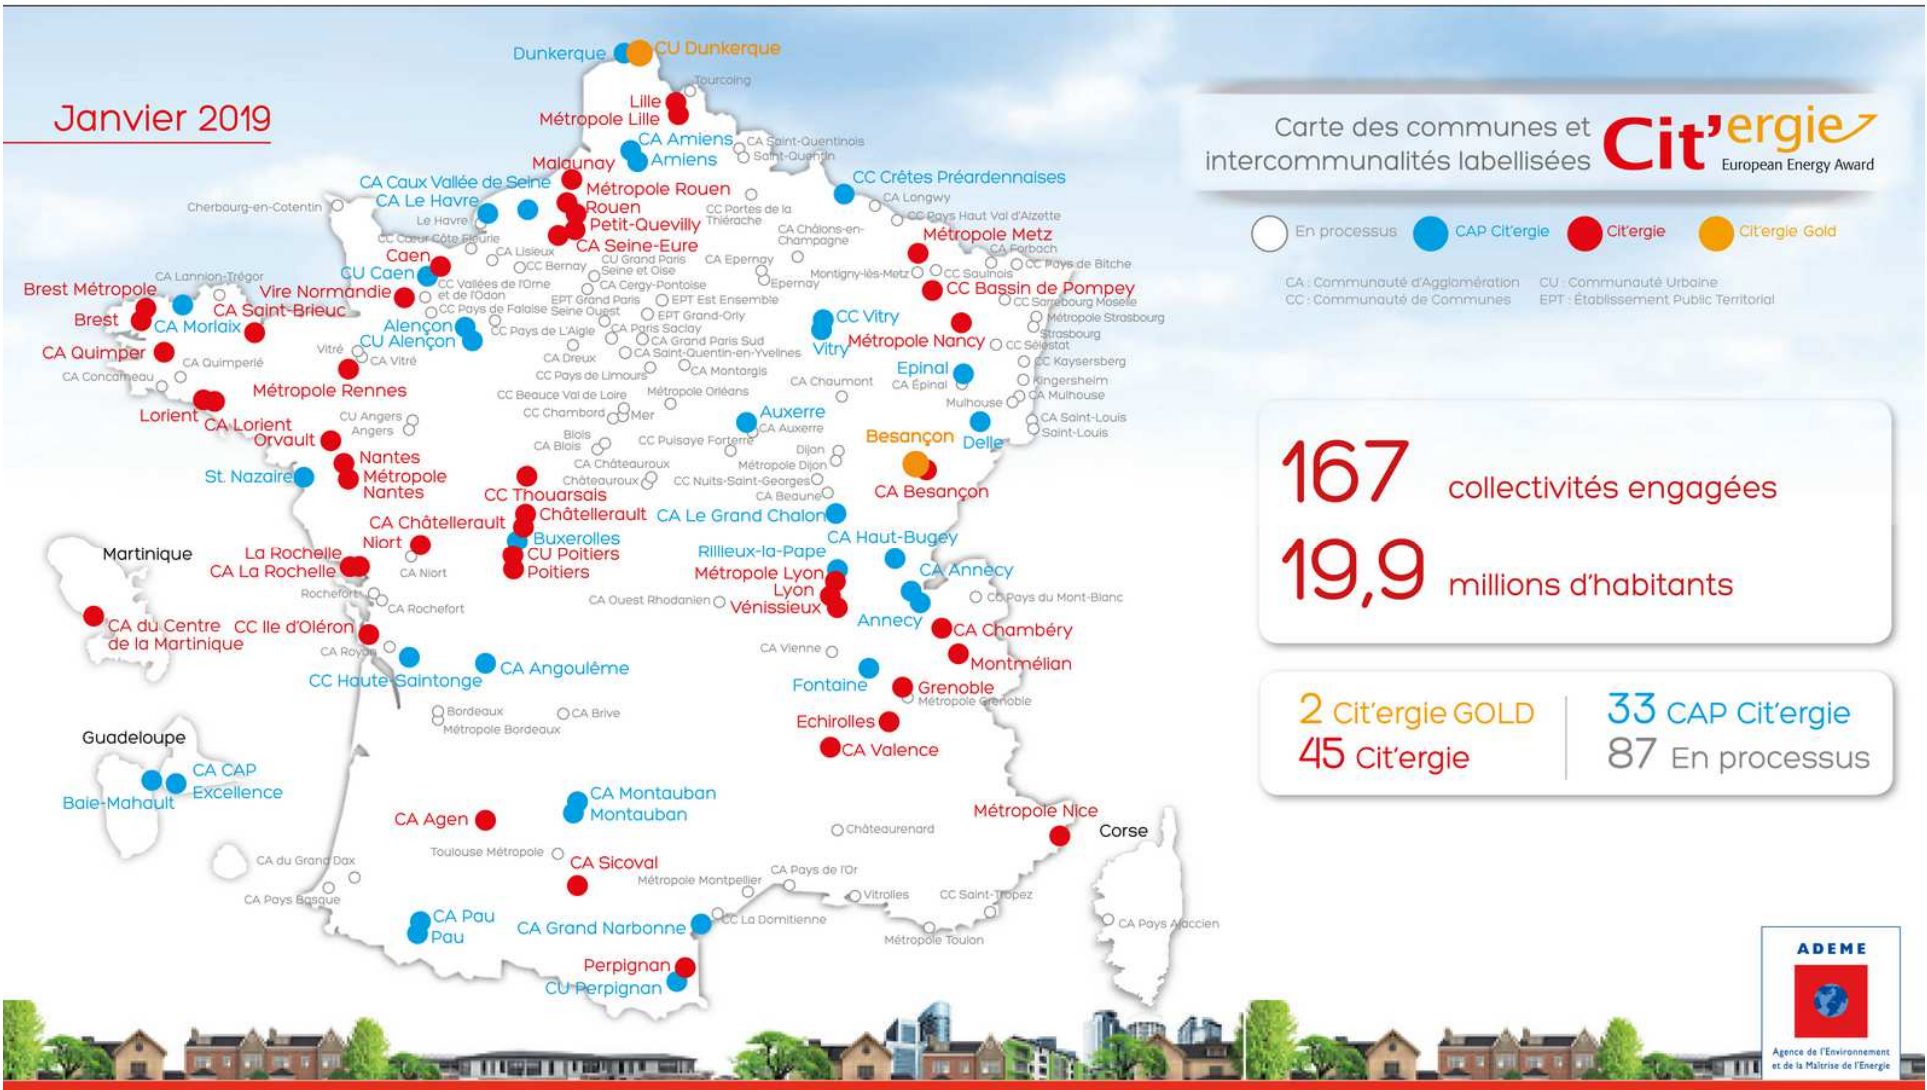 Janvier 2019
Carte des communes et
intercommunalités labellisées
Cit'ergie
European Energy Award
En processus
CAP Cit'ergie
Cit'ergie
Cit'ergie Gold
CA : Communauté d'Agglomération
CU : Communauté Urbaine
CC : Communauté de Communes
EPT : Établissement Public Territorial
167 collectivités engagées
19,9 millions d'habitants
2 Cit'ergie GOLD
45 Cit'ergie
33 CAP Cit'ergie
87 En processus
Dunkerque
CU Dunkerque
Tourcoing
Lille
Métropole Lille
CA Amiens
Amiens
CA Saint-Quentinois
Saint-Quentin
Malaunay
CA Caux Vallée de Seine
CA Le Havre
Le Havre
Métropole Rouen
Rouen
Petit-Quevilly
CA Seine-Eure
CC Portes de la
Thiérache
CC Crêtes Préardennaises
CA Longwy
CC Pays Haut Val d'Alzette
CA Châlons-en-
Champagne
Métropole Metz
CA Forbach
CC Pays de Bitche
Cherbourg-en-Cotentin
CC Cœur Côte Fleurie
CA Lisieux
Caen
CU Caen
CC Bernay
CU Grand Paris
Seine et Oise
CA Epernay
Epernay
Montigny-lès-Metz
CC Saulnois
CC Bassin de Pompey
CA Lannion-Trégor
CC Vallées de l'Orne
et de l'Odon
CA Cergy-Pontoise
Brest Métropole
Brest
CA Morlaix
CA Saint-Brieuc
Vire Normandie
CC Pays de Falaise
EPT Grand Paris
Seine Ouest
EPT Est Ensemble
EPT Grand-Orly
CC Sarrebourg Moselle
Métropole Strasbourg
Strasbourg
Alençon
CU Alençon
CC Pays de L'Aigle
CA Paris Saclay
CA Grand Paris Sud
CC Vitry
Vitry
Métropole Nancy
CC Sélestat
CA Quimper
CA Quimperlé
CA Concarneau
Vitré
CA Vitré
CA Dreux
CA Saint-Quentin-en-Yvelines
CC Pays de Limours
CA Montargis
Epinal
CA Épinal
CC Kaysersberg
Kingersheim
CA Mulhouse
Mulhouse
Métropole Rennes
CC Beauce Val de Loire
Métropole Orléans
CA Chaumont
Lorient
CA Lorient
CU Angers
Angers
CC Chambord
Mer
Auxerre
CA Auxerre
CA Saint-Louis
Saint-Louis
Orvault
Blois
CA Blois
CC Puisaye Forterre
Dijon
Métropole Dijon
Besançon
Delle
Nantes
Métropole
Nantes
St. Nazaire
CA Châteauroux
Châteauroux
CC Nuits-Saint-Georges
CA Beaune
CA Besançon
CC Thouarsais
Châtellerault
CA Châtellerault
CA Le Grand Chalon
Niort
CA Niort
Buxerolles
CU Poitiers
Poitiers
CA Haut-Bugey
La Rochelle
CA La Rochelle
Rillieux-la-Pape
Métropole Lyon
Lyon
Vénissieux
CA Annecy
Annecy
CC Pays du Mont-Blanc
Rochefort
CA Rochefort
CA Ouest Rhodanien
Martinique
CA du Centre
de la Martinique
CC Ile d'Oléron
CA Royan
CC Haute-Saintonge
CA Angoulême
CA Vienne
CA Chambéry
Montmélian
Fontaine
Grenoble
Métropole Grenoble
Bordeaux
Métropole Bordeaux
CA Brive
Echirolles
CA Valence
Guadeloupe
CA CAP
Excellence
Baie-Mahault
CA Montauban
Montauban
CA Agen
Métropole Nice
Corse
Châteaurenard
Toulouse Métropole
CA Sicoval
CA du Grand Dax
CA Pays Basque
Métropole Montpellier
CA Pays de l'Or
Vitrolles
CC Saint-Tropez
Métropole Toulon
CA Pau
Pau
CA Grand Narbonne
CC La Domitienne
CA Pays Ajaccien
Perpignan
CU Perpignan
ADEME
Agence de l'Environnement
et de la Maîtrise de l'Energie